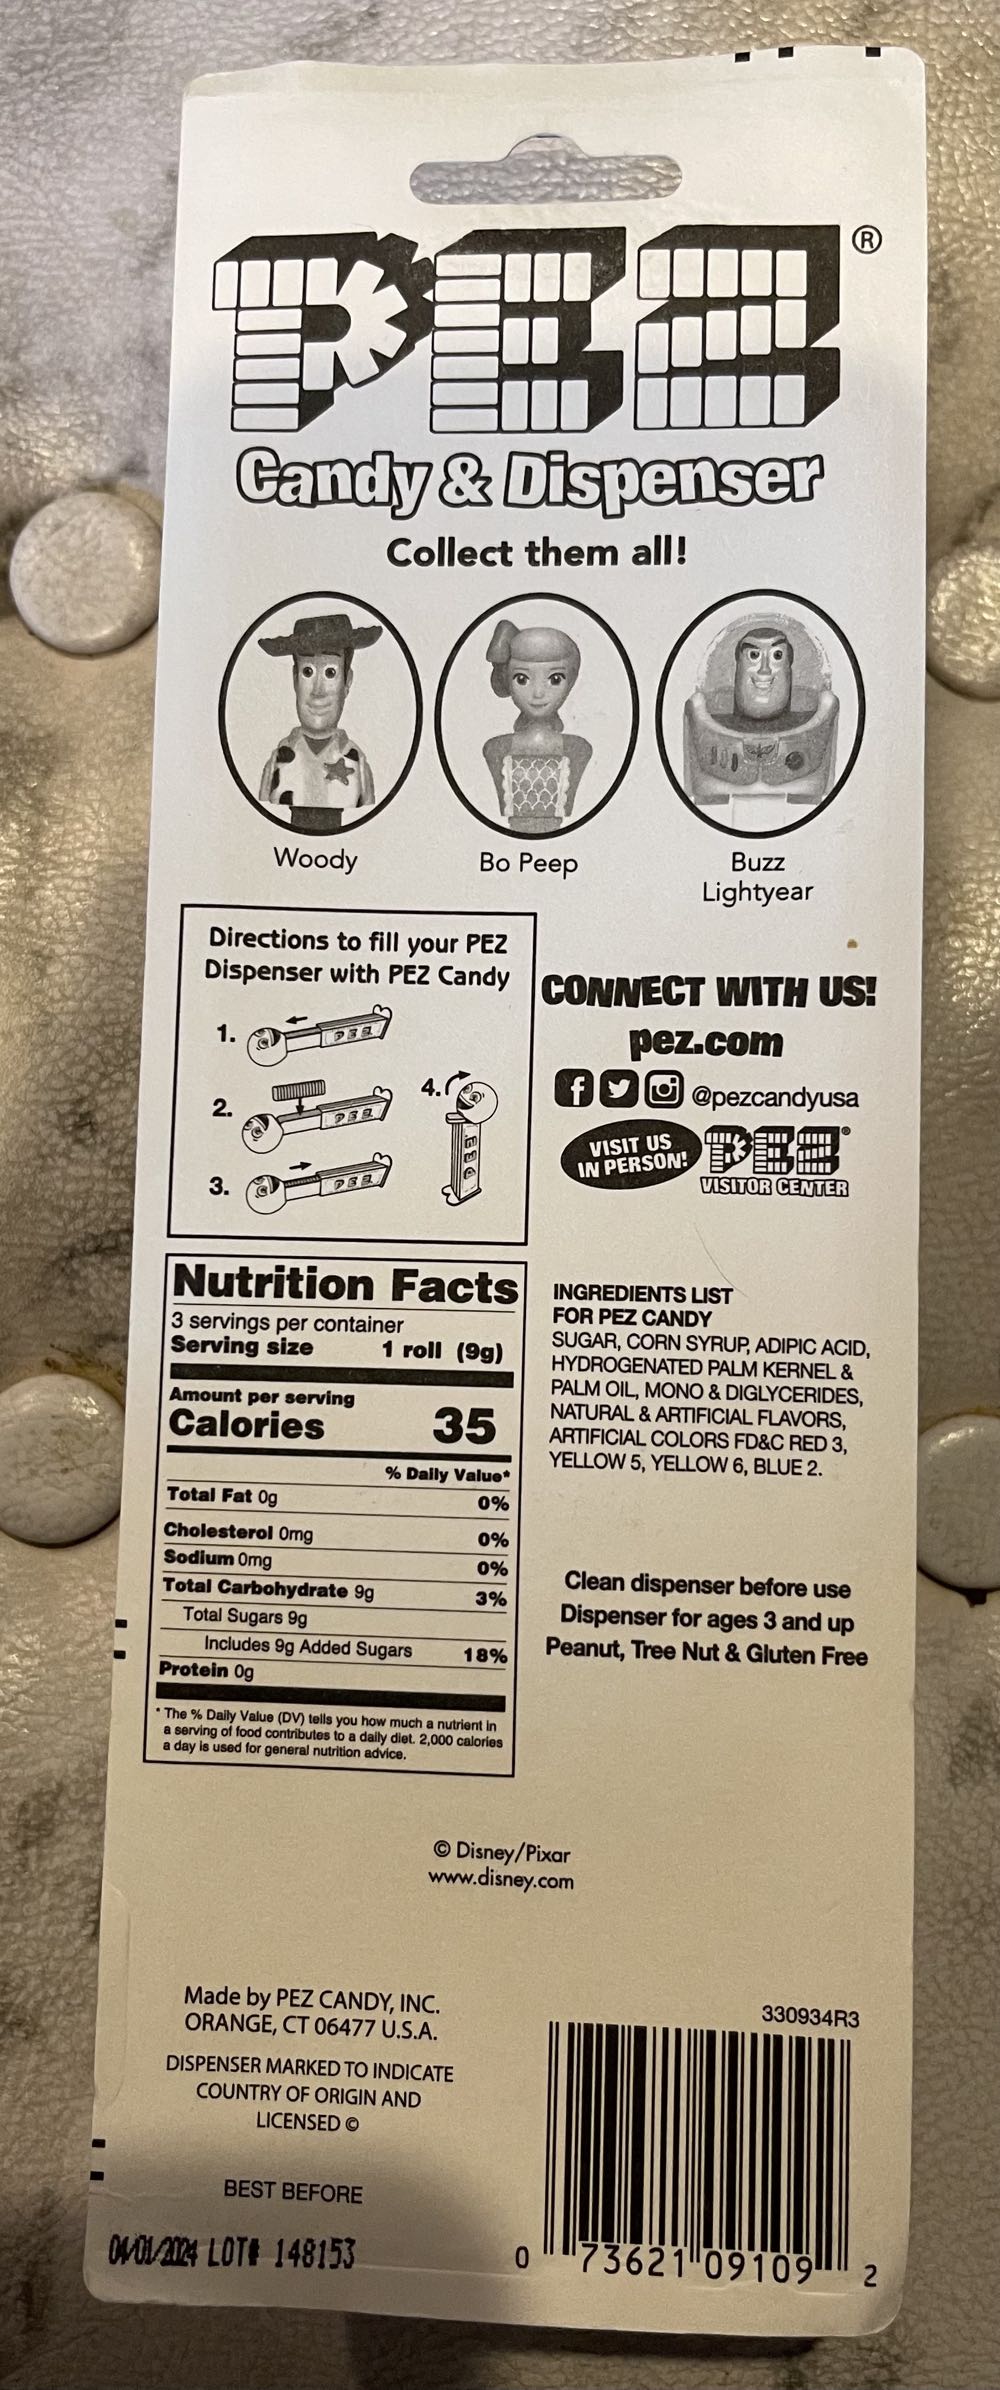 PEZ®
Candy & Dispenser
Collect them all!
Woody
Bo Peep
Buzz
Lightyear
Directions to fill your PEZ
Dispenser with PEZ Candy
1.
PEZ
2.
PEZ
3.
PEZ
4.
PEZ
CONNECT WITH US!
pez.com
@pezcandyusa
VISIT US
IN PERSON!
PEZ®
VISITOR CENTER
Nutrition Facts
3 servings per container
Serving size 1 roll (9g)
Amount per serving
Calories 35
% Daily Value*
Total Fat 0g 0%
Cholesterol 0mg 0%
Sodium 0mg 0%
Total Carbohydrate 9g 3%
Total Sugars 9g
Includes 9g Added Sugars 18%
Protein 0g
* The % Daily Value (DV) tells you how much a nutrient in
a serving of food contributes to a daily diet. 2,000 calories
a day is used for general nutrition advice.
INGREDIENTS LIST
FOR PEZ CANDY
SUGAR, CORN SYRUP, ADIPIC ACID,
HYDROGENATED PALM KERNEL &
PALM OIL, MONO & DIGLYCERIDES,
NATURAL & ARTIFICIAL FLAVORS,
ARTIFICIAL COLORS FD&C RED 3,
YELLOW 5, YELLOW 6, BLUE 2.
Clean dispenser before use
Dispenser for ages 3 and up
Peanut, Tree Nut & Gluten Free
© Disney/Pixar
www.disney.com
Made by PEZ CANDY, INC.
ORANGE, CT 06477 U.S.A.
DISPENSER MARKED TO INDICATE
COUNTRY OF ORIGIN AND
LICENSED ©
BEST BEFORE
LOT# 148153
330934R3
0 73621 09109 2